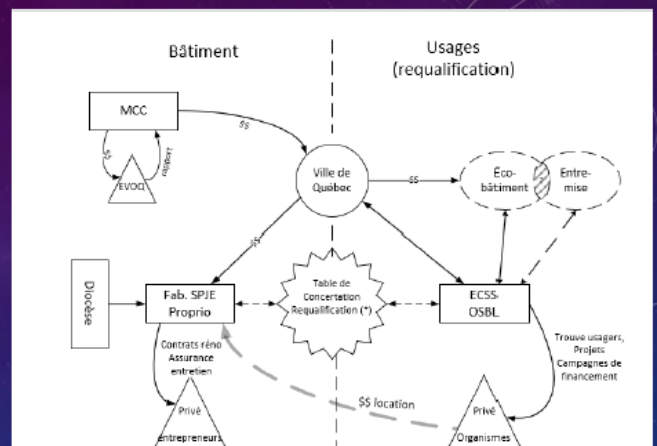 Bâtiment
Usages
(requalification)
MCC
$$
$$
EVOQ
Ville de
Québec
$$
Éco-
bâtiment
Entre-
mise
$$
Diocèse
Fab. SPJE
Proprio
Table de
Concertation
Requalification (*)
ECSS
OSBL
Contrats réno
Assurance
entretien
Trouve usagers,
Projets
Campagnes de
financement
$$ location
Privé
entrepreneurs
Privé
Organismes